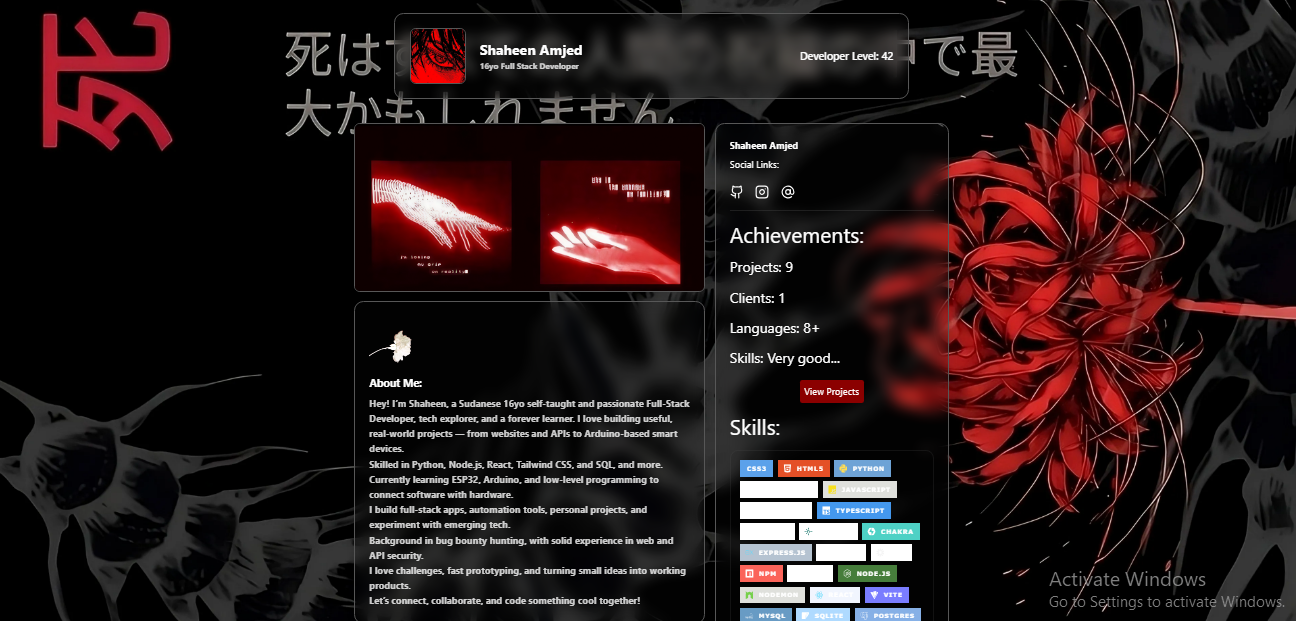 死
死は
中で最
大かもしれません
Shaheen Amjed
16yo Full Stack Developer
Developer Level: 42
i'm losing
my grip
on reality
Shaheen Amjed
Social Links:
Achievements:
Projects: 9
Clients: 1
Languages: 8+
Skills: Very good...
View Projects
Skills:
CSS3 HTML5 PYTHON
JAVASCRIPT
TYPESCRIPT
CHAKRA
EXPRESS.JS
NPM NODE.JS
NODEMON REACT VITE
MYSQL SQLITE POSTGRES
About Me:
Hey! I'm Shaheen, a Sudanese 16yo self-taught and passionate Full-Stack
Developer, tech explorer, and a forever learner. I love building useful,
real-world projects — from websites and APIs to Arduino-based smart
devices.
Skilled in Python, Node.js, React, Tailwind CSS, and SQL, and more.
Currently learning ESP32, Arduino, and low-level programming to
connect software with hardware.
I build full-stack apps, automation tools, personal projects, and
experiment with emerging tech.
Background in bug bounty hunting, with solid experience in web and
API security.
I love challenges, fast prototyping, and turning small ideas into working
products.
Let's connect, collaborate, and code something cool together!
Activate Windows
Go to Settings to activate Windows.